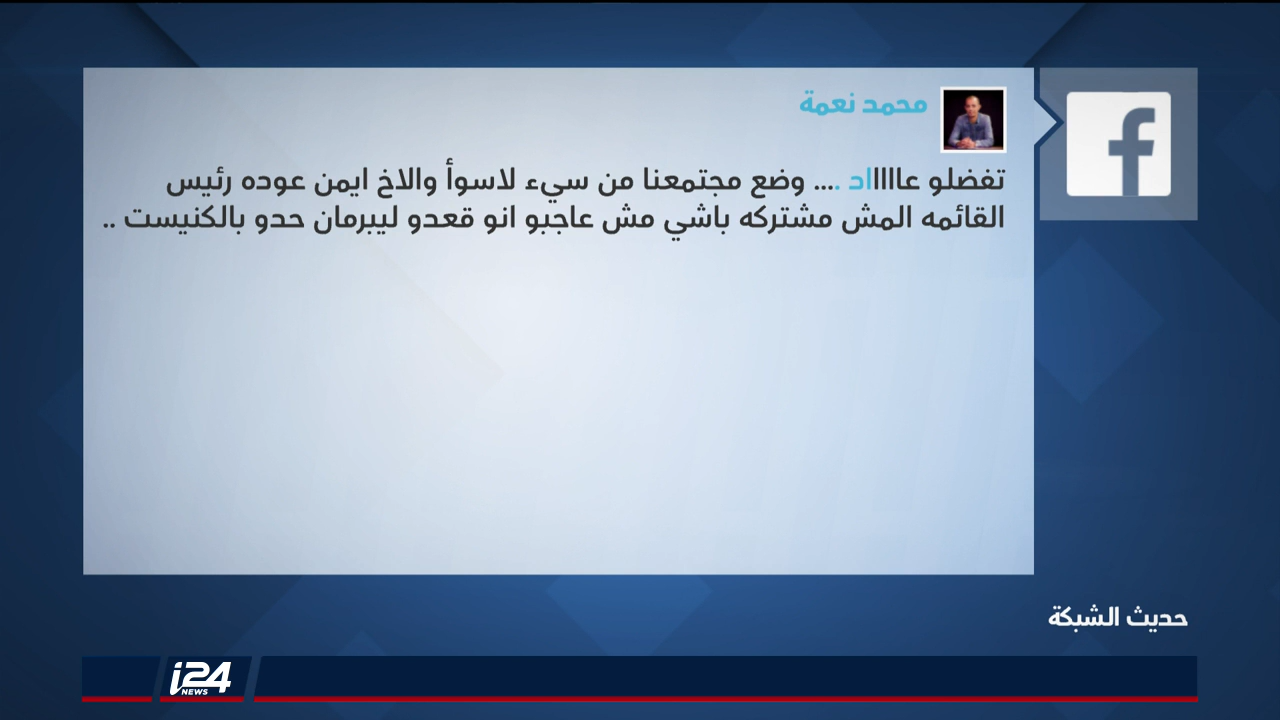 محمد نعمة
تفضلو عااااااد .... وضع مجتمعنا من سيء لاسوأ والاخ ايمن عوده رئيس
القائمه المش مشتركه باشي مش عاجبو انو قعدو ليبرمان حدو بالكنيست ..
حديث الشبكة
i24
NEWS